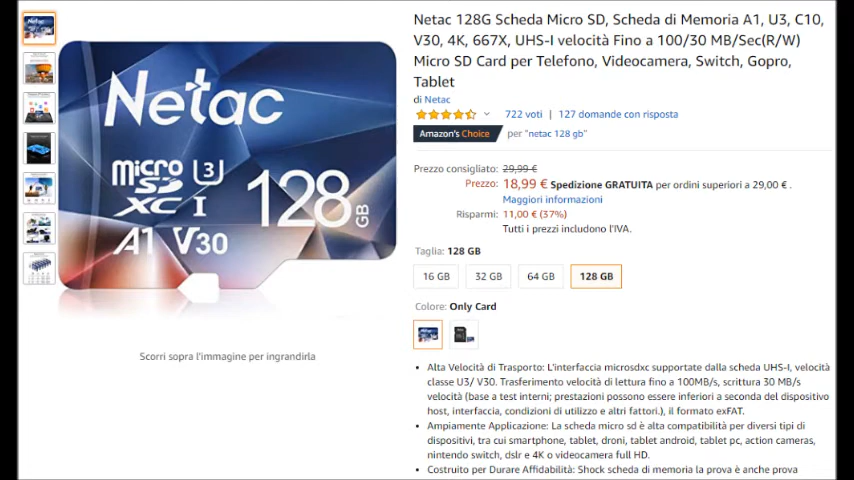 Netac 128G Scheda Micro SD, Scheda di Memoria A1, U3, C10,
V30, 4K, 667X, UHS-I velocità Fino a 100/30 MB/Sec(R/W)
Micro SD Card per Telefono, Videocamera, Switch, Gopro,
Tablet
di Netac
722 voti | 127 domande con risposta
Amazon's Choice per "netac 128 gb"
Netac
Micro SD XC I U3
128 GB
A1 V30
Prezzo consigliato: 29,99 €
Prezzo: 18,99 € Spedizione GRATUITA per ordini superiori a 29,00 € .
Maggiori informazioni
Risparmi: 11,00 € (37%)
Tutti i prezzi includono l'IVA.
Taglia: 128 GB
16 GB 32 GB 64 GB 128 GB
Colore: Only Card
Scorri sopra l'immagine per ingrandirla
• Alta Velocità di Trasporto: L'interfaccia microsdxc supportate dalla scheda UHS-I, velocità
classe U3/ V30. Trasferimento velocità di lettura fino a 100MB/s, scrittura 30 MB/s
velocità (base a test interni; prestazioni possono essere inferiori a seconda del dispositivo
host, interfaccia, condizioni di utilizzo e altri fattori.), il formato exFAT.
• Ampiamente Applicazione: La scheda micro sd è alta compatibilità per diversi tipi di
dispositivi, tra cui smartphone, tablet, droni, tablet android, tablet pc, action cameras,
nintendo switch, dslr e 4K o videocamera full HD.
• Costruito per Durare Affidabilità: Shock scheda di memoria la prova è anche prova